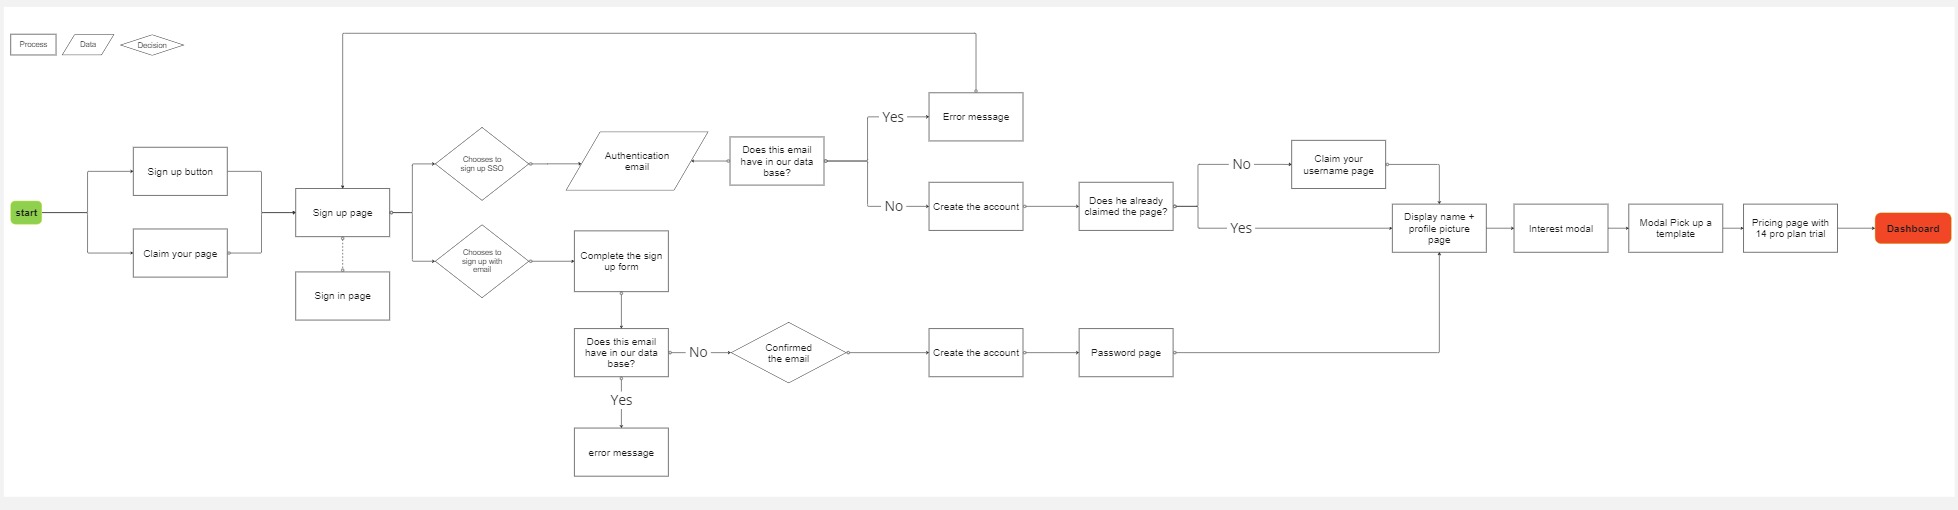 Process
Data
Decision
start
Sign up button
Claim your page
Sign up page
Sign in page
Chooses to
sign up SSO
Chooses to
sign up with
email
Authentication
email
Does this email
have in our data
base?
Yes
Error message
No
Create the account
Does he already
claimed the page?
No
Claim your
username page
Yes
Display name +
profile picture
page
Interest modal
Modal Pick up a
template
Pricing page with
14 pro plan trial
Dashboard
Complete the sign
up form
Does this email
have in our data
base?
No
Confirmed
the email
Create the account
Password page
Yes
error message